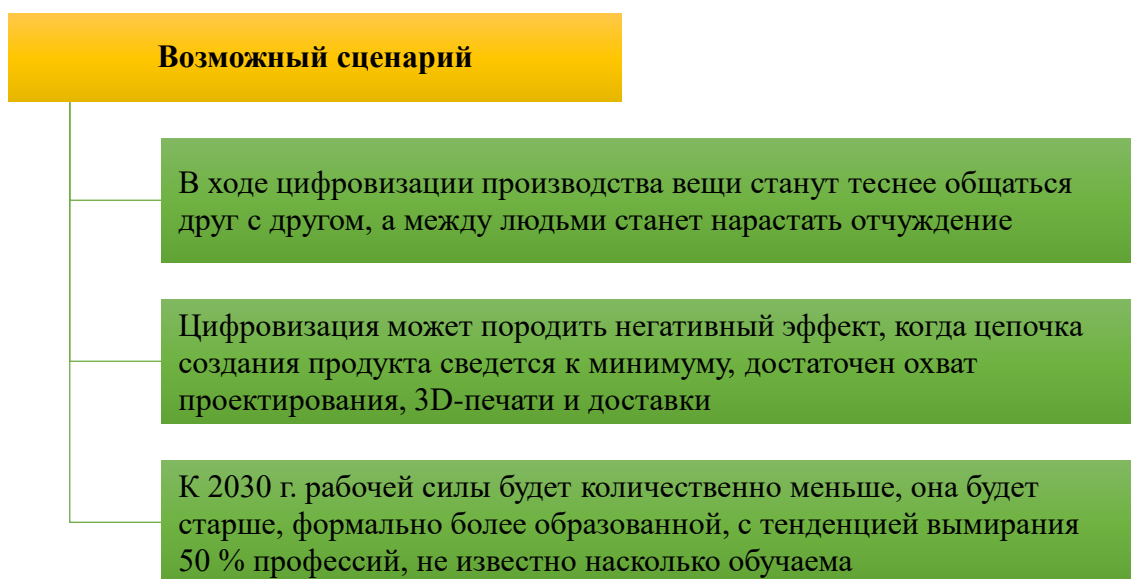 Возможный сценарий
В ходе цифровизации производства вещи станут теснее общаться
друг с другом, а между людьми станет нарастать отчуждение
Цифровизация может породить негативный эффект, когда цепочка
создания продукта сведется к минимуму, достаточен охват
проектирования, 3D-печати и доставки
К 2030 г. рабочей силы будет количественно меньше, она будет
старше, формально более образованной, с тенденцией вымирания
50 % профессий, не известно насколько обучаема